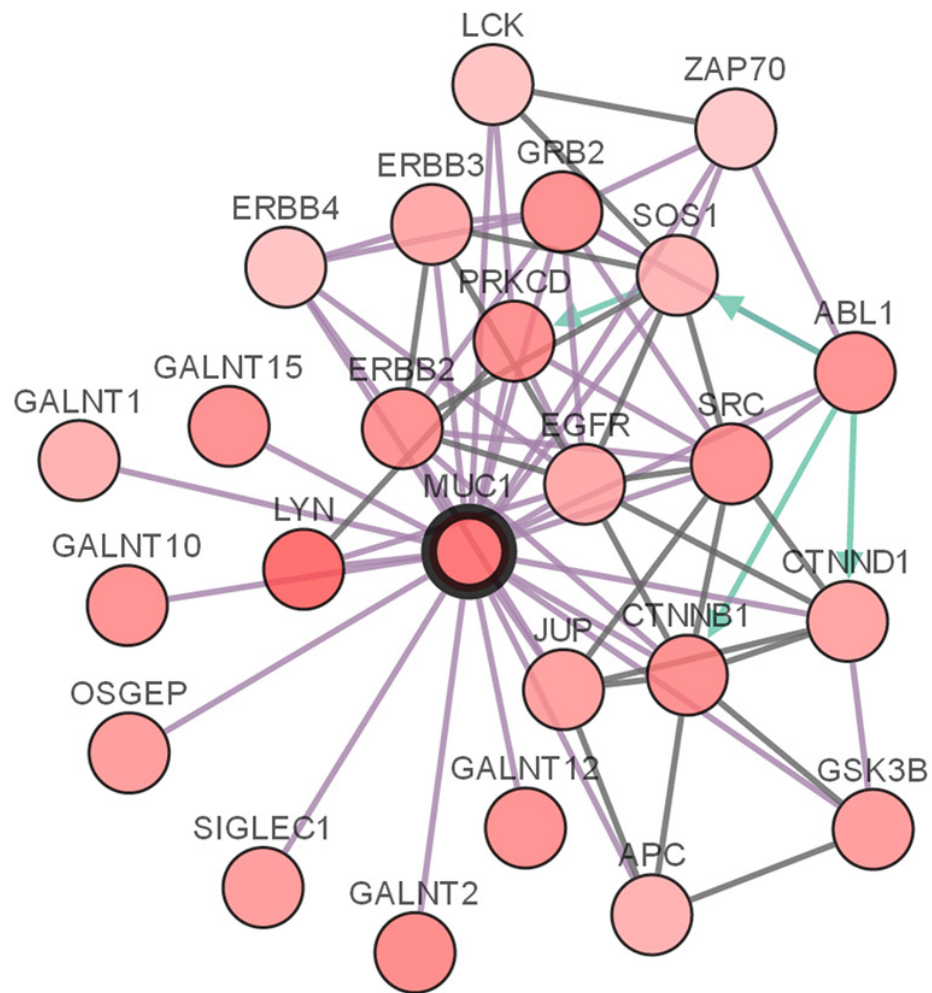 LCK
ZAP70
GRB2
ERBB3
ERBB4
SOS1
PRKCD
ABL1
GALNT15
ERBB2
GALNT1
SRC
EGFR
MUC1
LYN
GALNT10
CTNND1
JUP
CTNNB1
OSGEP
GALNT12
GSK3B
SIGLEC1
APC
GALNT2